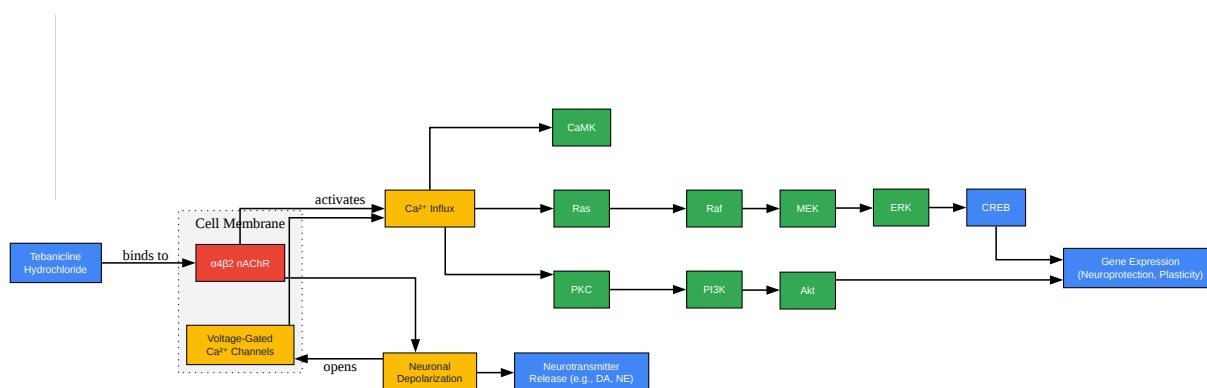 CaMK
activates
Ca²⁺ Influx
Ras
Raf
MEK
ERK
CREB
Cell Membrane
Tebanicline
Hydrochloride
binds to
α4β2 nAChR
Gene Expression
(Neuroprotection, Plasticity)
PKC
PI3K
Akt
Voltage-Gated
Ca²⁺ Channels
opens
Neuronal
Depolarization
Neurotransmitter
Release (e.g., DA, NE)